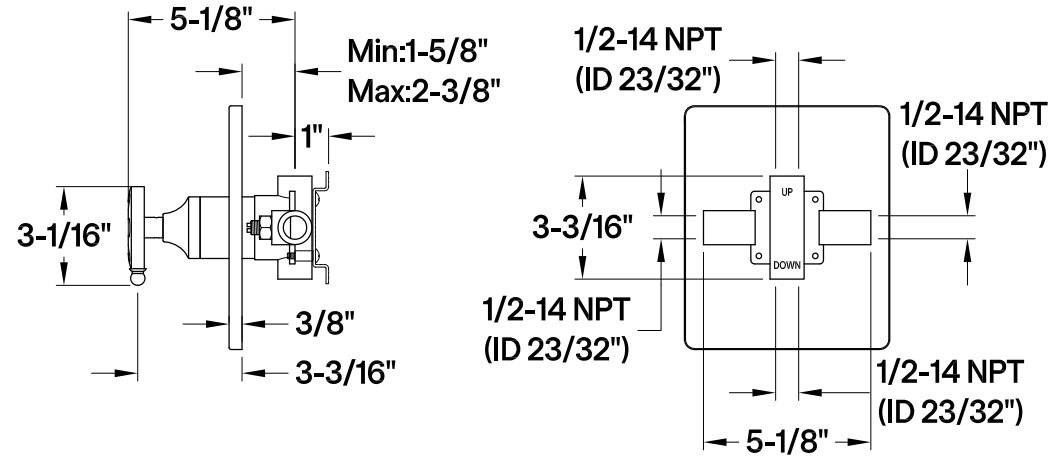 5-1/8"
Min:1-5/8"
Max:2-3/8"
1"
3-1/16"
3/8"
3-3/16"
1/2-14 NPT
(ID 23/32")
1/2-14 NPT
(ID 23/32")
UP
3-3/16"
DOWN
1/2-14 NPT
(ID 23/32")
1/2-14 NPT
(ID 23/32")
5-1/8"